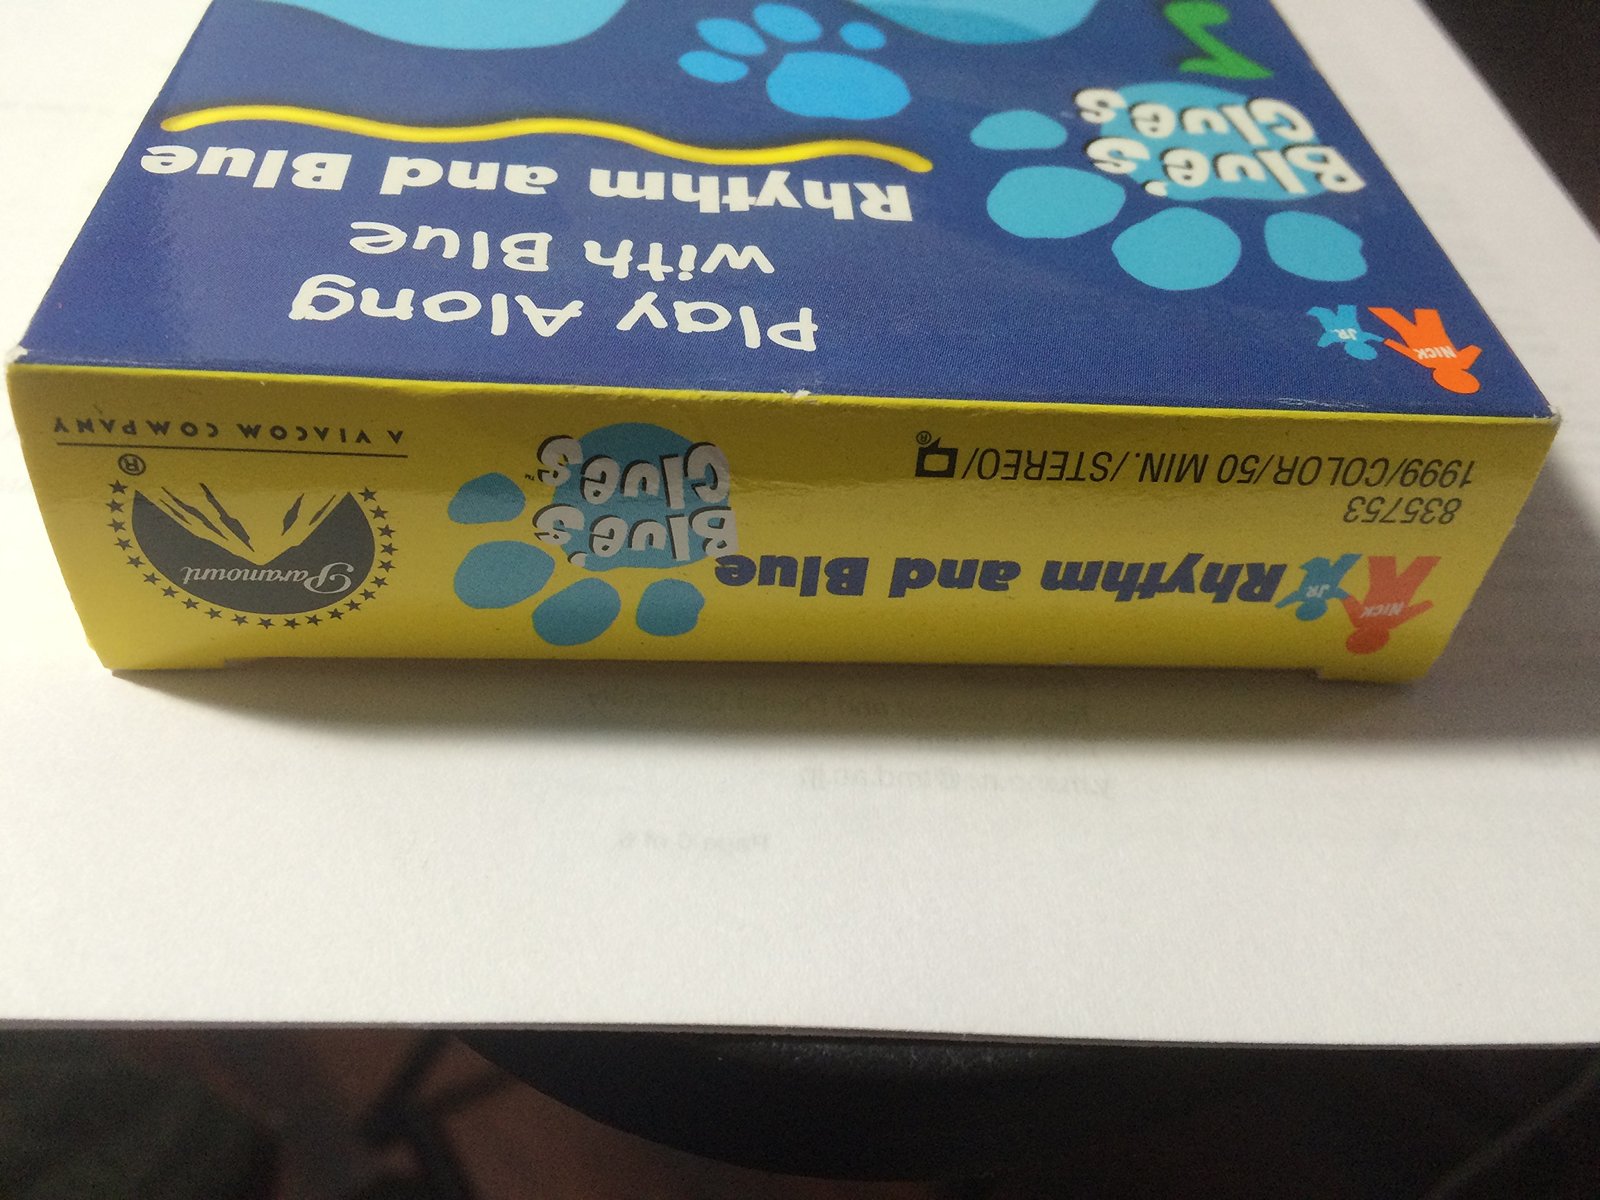 Play Along
with Blue
Rhythm and Blue
Blue's
Clues
NICK JR.
NICK JR. Rhythm and Blue
835753
1999/COLOR/50 MIN./STEREO/
®
Blue's
Clues
™
Paramount
®
A VIACOM COMPANY